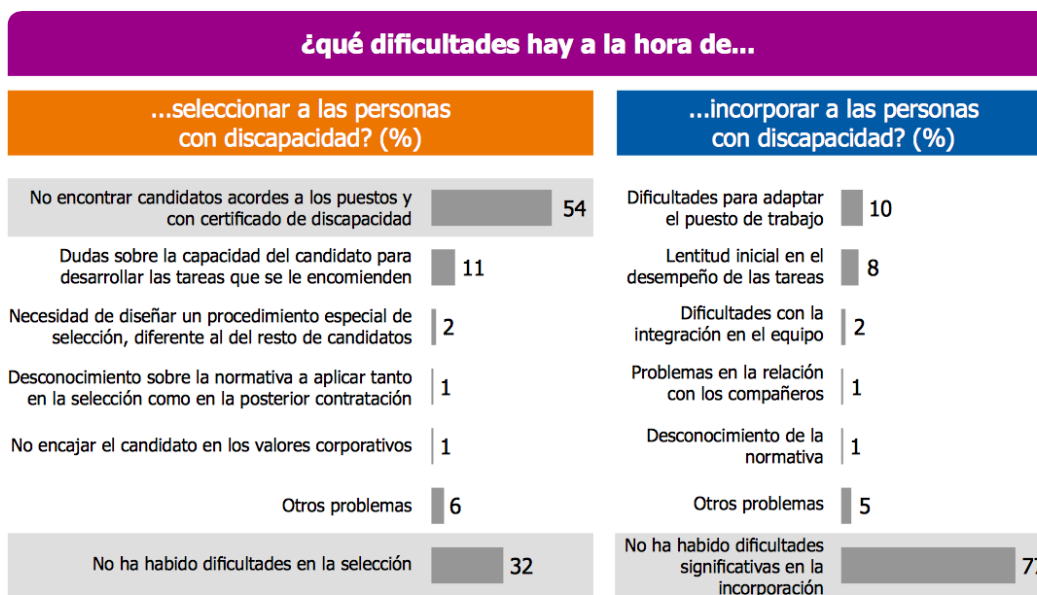 ¿qué dificultades hay a la hora de...
...seleccionar a las personas
con discapacidad? (%)
No encontrar candidatos acordes a los puestos y
con certificado de discapacidad
54
Dudas sobre la capacidad del candidato para
desarrollar las tareas que se le encomienden
11
Necesidad de diseñar un procedimiento especial de
selección, diferente al del resto de candidatos
2
Desconocimiento sobre la normativa a aplicar tanto
en la selección como en la posterior contratación
1
No encajar el candidato en los valores corporativos
1
Otros problemas
6
No ha habido dificultades en la selección
32
...incorporar a las personas
con discapacidad? (%)
Dificultades para adaptar
el puesto de trabajo
10
Lentitud inicial en el
desempeño de las tareas
8
Dificultades con la
integración en el equipo
2
Problemas en la relación
con los compañeros
1
Desconocimiento de la
normativa
1
Otros problemas
5
No ha habido dificultades
significativas en la
incorporación
77